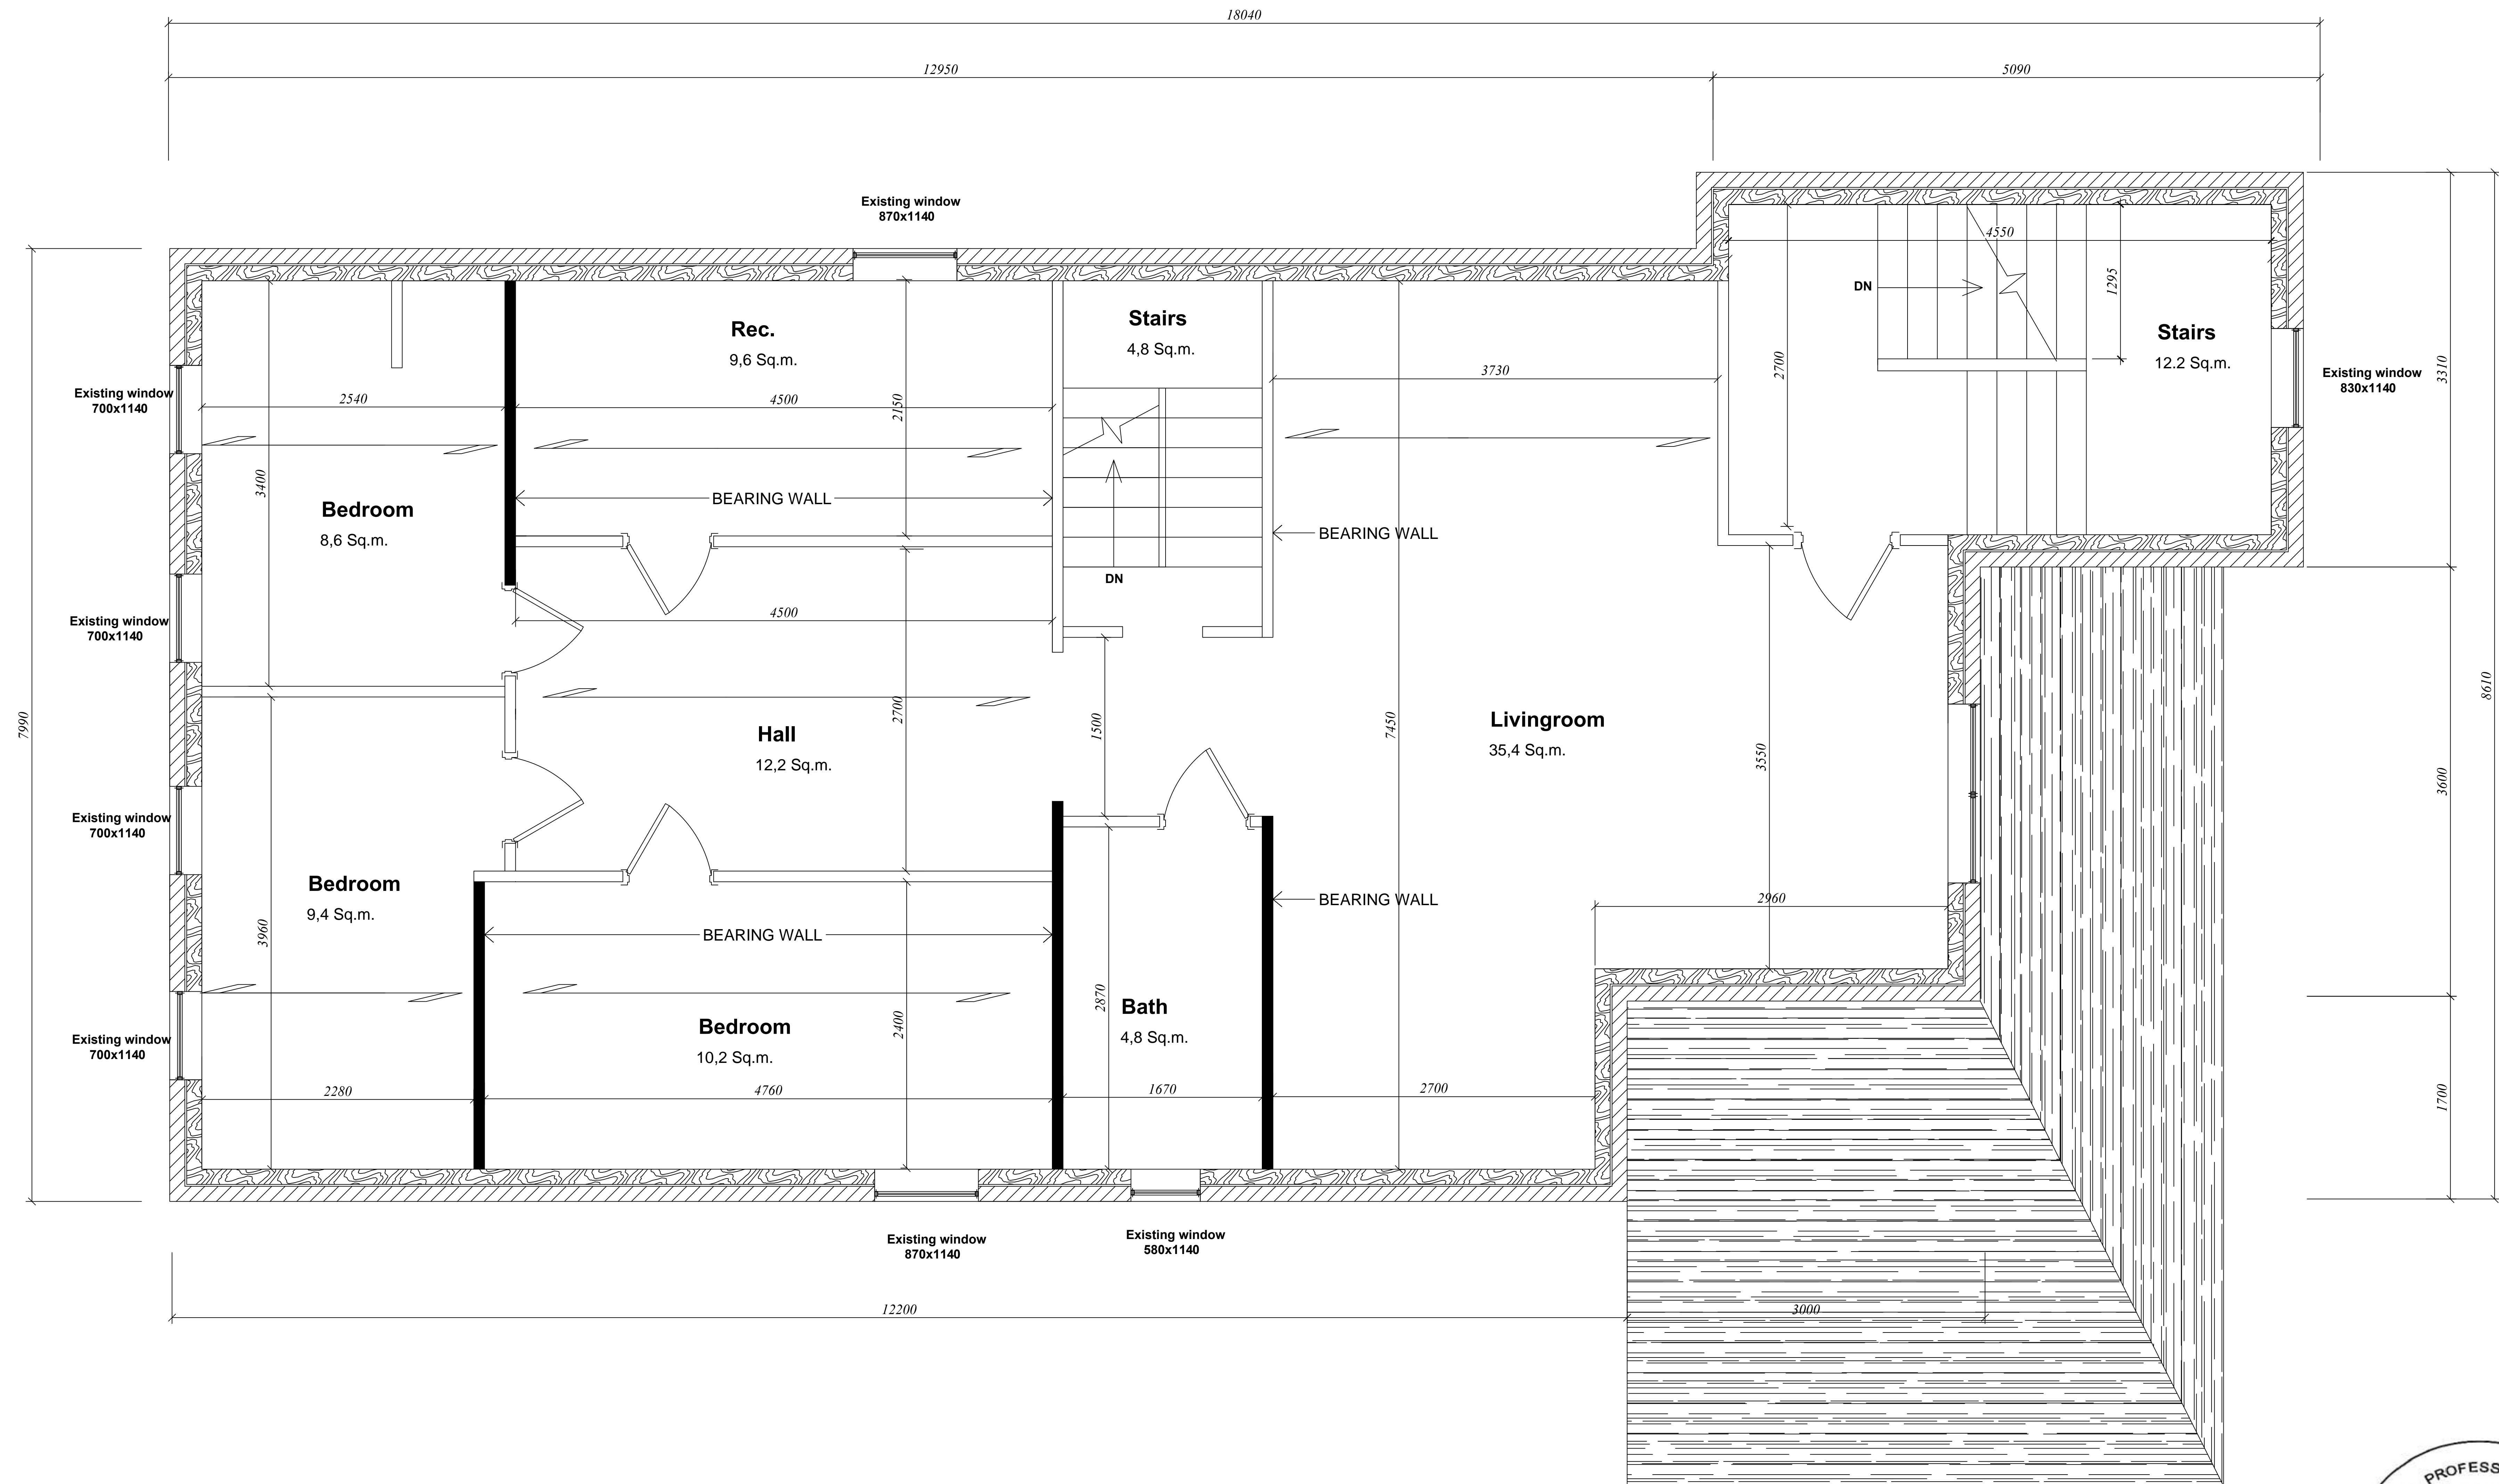 18040
12950
5090
Existing window
870x1140
4550
1295
DN
Stairs
12.2 Sq.m.
2700
3310
Existing window
830x1140
Rec.
9,6 Sq.m.
Stairs
4,8 Sq.m.
3730
Existing window
700x1140
2540
4500
2150
3400
BEARING WALL
BEARING WALL
Bedroom
8,6 Sq.m.
DN
4500
Existing window
700x1140
7990
8610
Hall
12,2 Sq.m.
2700
1500
7450
Livingroom
35,4 Sq.m.
3550
3600
Existing window
700x1140
Bedroom
9,4 Sq.m.
3960
BEARING WALL
BEARING WALL
2960
Bath
4,8 Sq.m.
2870
Bedroom
10,2 Sq.m.
2400
Existing window
700x1140
2280
4760
1670
2700
1700
Existing window
870x1140
Existing window
580x1140
12200
3000
PROFESS